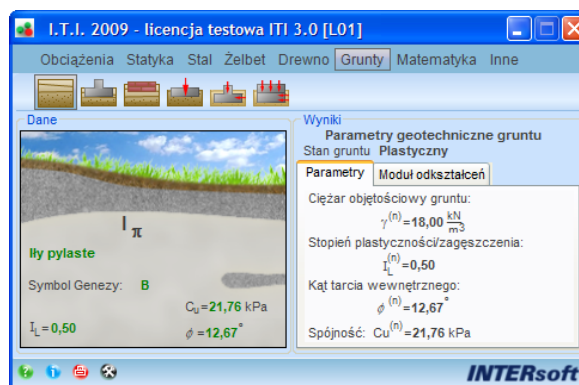 I.T.I. 2009 - licencja testowa ITI 3.0 [L01]
Obciążenia Statyka Stal Żelbet Drewno Grunty Matematyka Inne
Dane
I π
Iły pylaste
Symbol Genezy: B
Cu=21,76 kPa
IL=0,50
ϕ=12,67°
Wyniki
Parametry geotechniczne gruntu
Stan gruntu Plastyczny
Parametry Moduł odkształceń
Ciężar objętościowy gruntu:
γ(n)=18,00 kN/m3
Stopień plastyczności/zagęszczenia:
IL(n)=0,50
Kąt tarcia wewnętrznego:
ϕ(n)=12,67°
Spójność: Cu(n)=21,76 kPa
INTERsoft